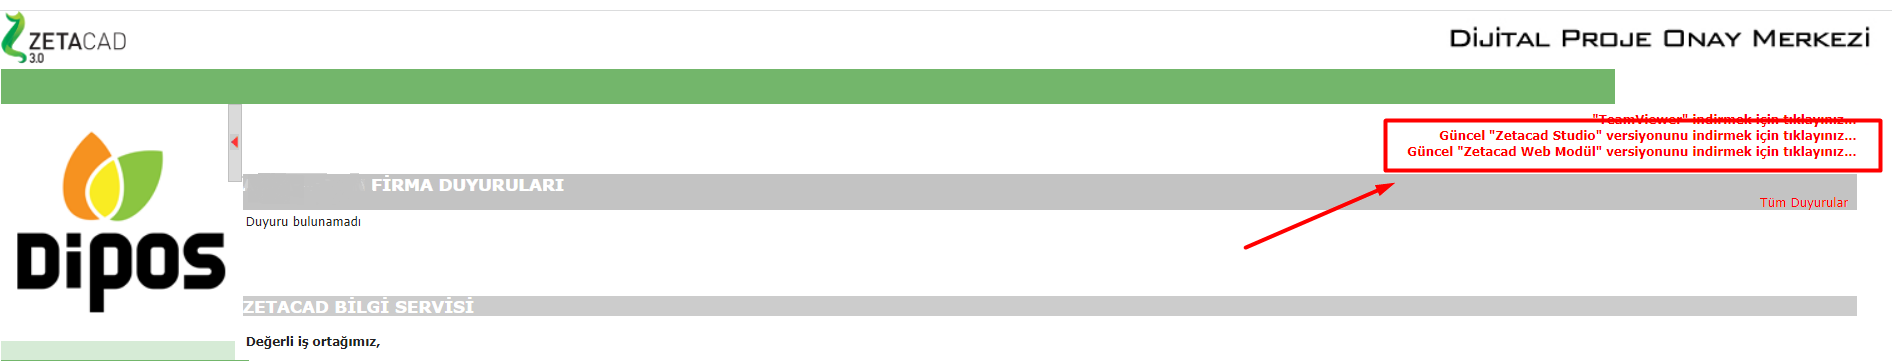 ZETACAD
3.0
DİJİTAL PROJE ONAY MERKEZİ
"TeamViewer" indirmek için tıklayınız...
Güncel "Zetacad Studio" versiyonunu indirmek için tıklayınız...
Güncel "Zetacad Web Modül" versiyonunu indirmek için tıklayınız...
FİRMA DUYURULARI
Tüm Duyurular
Duyuru bulunamadı
DiPOS
ZETACAD BİLGİ SERVİSİ
Değerli iş ortağımız,